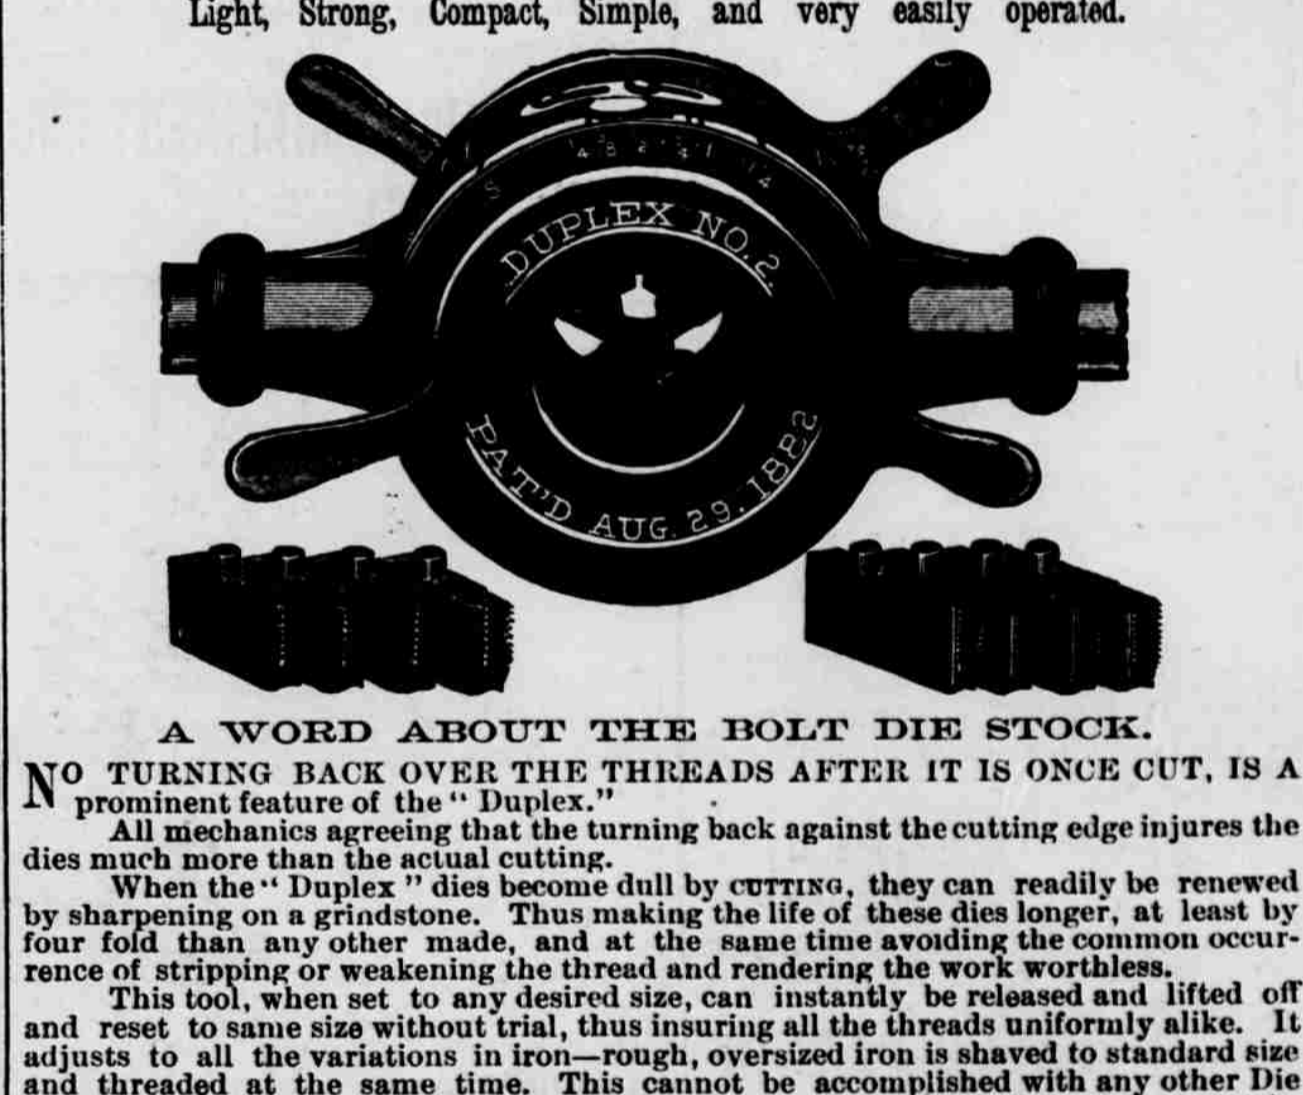 Light, Strong, Compact, Simple, and very easily operated.
DUPLEX NO. 2.
PAT'D AUG. 29. 1882
A WORD ABOUT THE BOLT DIE STOCK.
NO TURNING BACK OVER THE THREADS AFTER IT IS ONCE CUT, IS A
prominent feature of the "Duplex."
All mechanics agreeing that the turning back against the cutting edge injures the
dies much more than the actual cutting.
When the "Duplex" dies become dull by CUTTING, they can readily be renewed
by sharpening on a grindstone. Thus making the life of these dies longer, at least by
four fold than any other made, and at the same time avoiding the common occur-
rence of stripping or weakening the thread and rendering the work worthless.
This tool, when set to any desired size, can instantly be released and lifted off
and reset to same size without trial, thus insuring all the threads uniformly alike. It
adjusts to all the variations in iron—rough, oversized iron is shaved to standard size
and threaded at the same time. This cannot be accomplished with any other Die